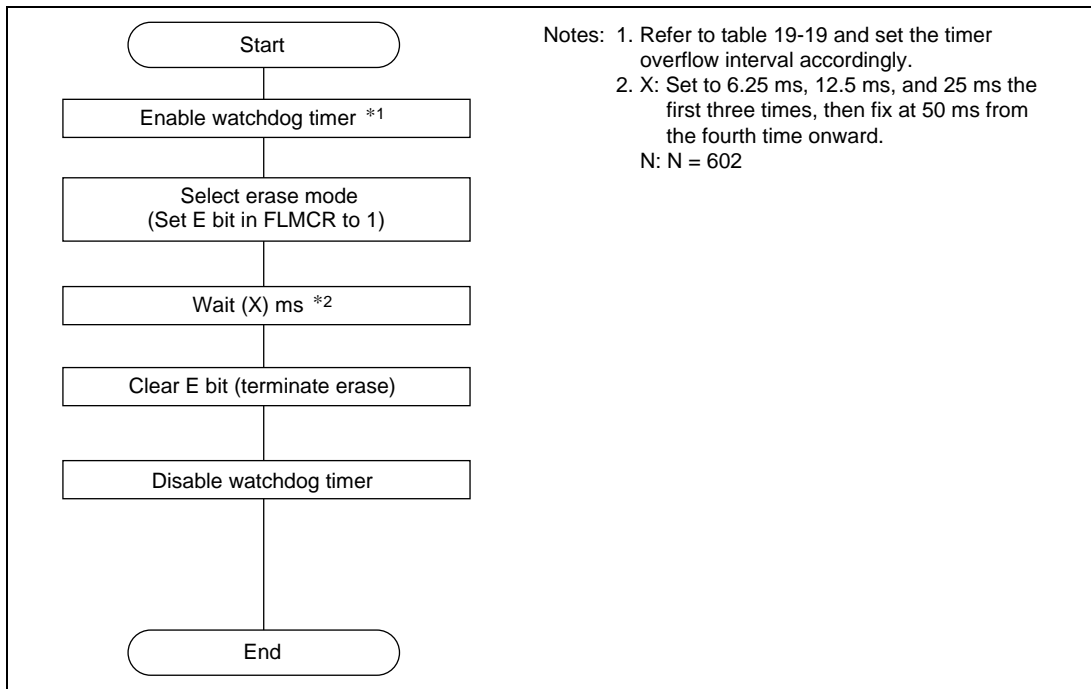 Start
Enable watchdog timer *1
Select erase mode
(Set E bit in FLMCR to 1)
Wait (X) ms *2
Clear E bit (terminate erase)
Disable watchdog timer
End
Notes: 1. Refer to table 19-19 and set the timer
overflow interval accordingly.
2. X: Set to 6.25 ms, 12.5 ms, and 25 ms the
first three times, then fix at 50 ms from
the fourth time onward.
N: N = 602